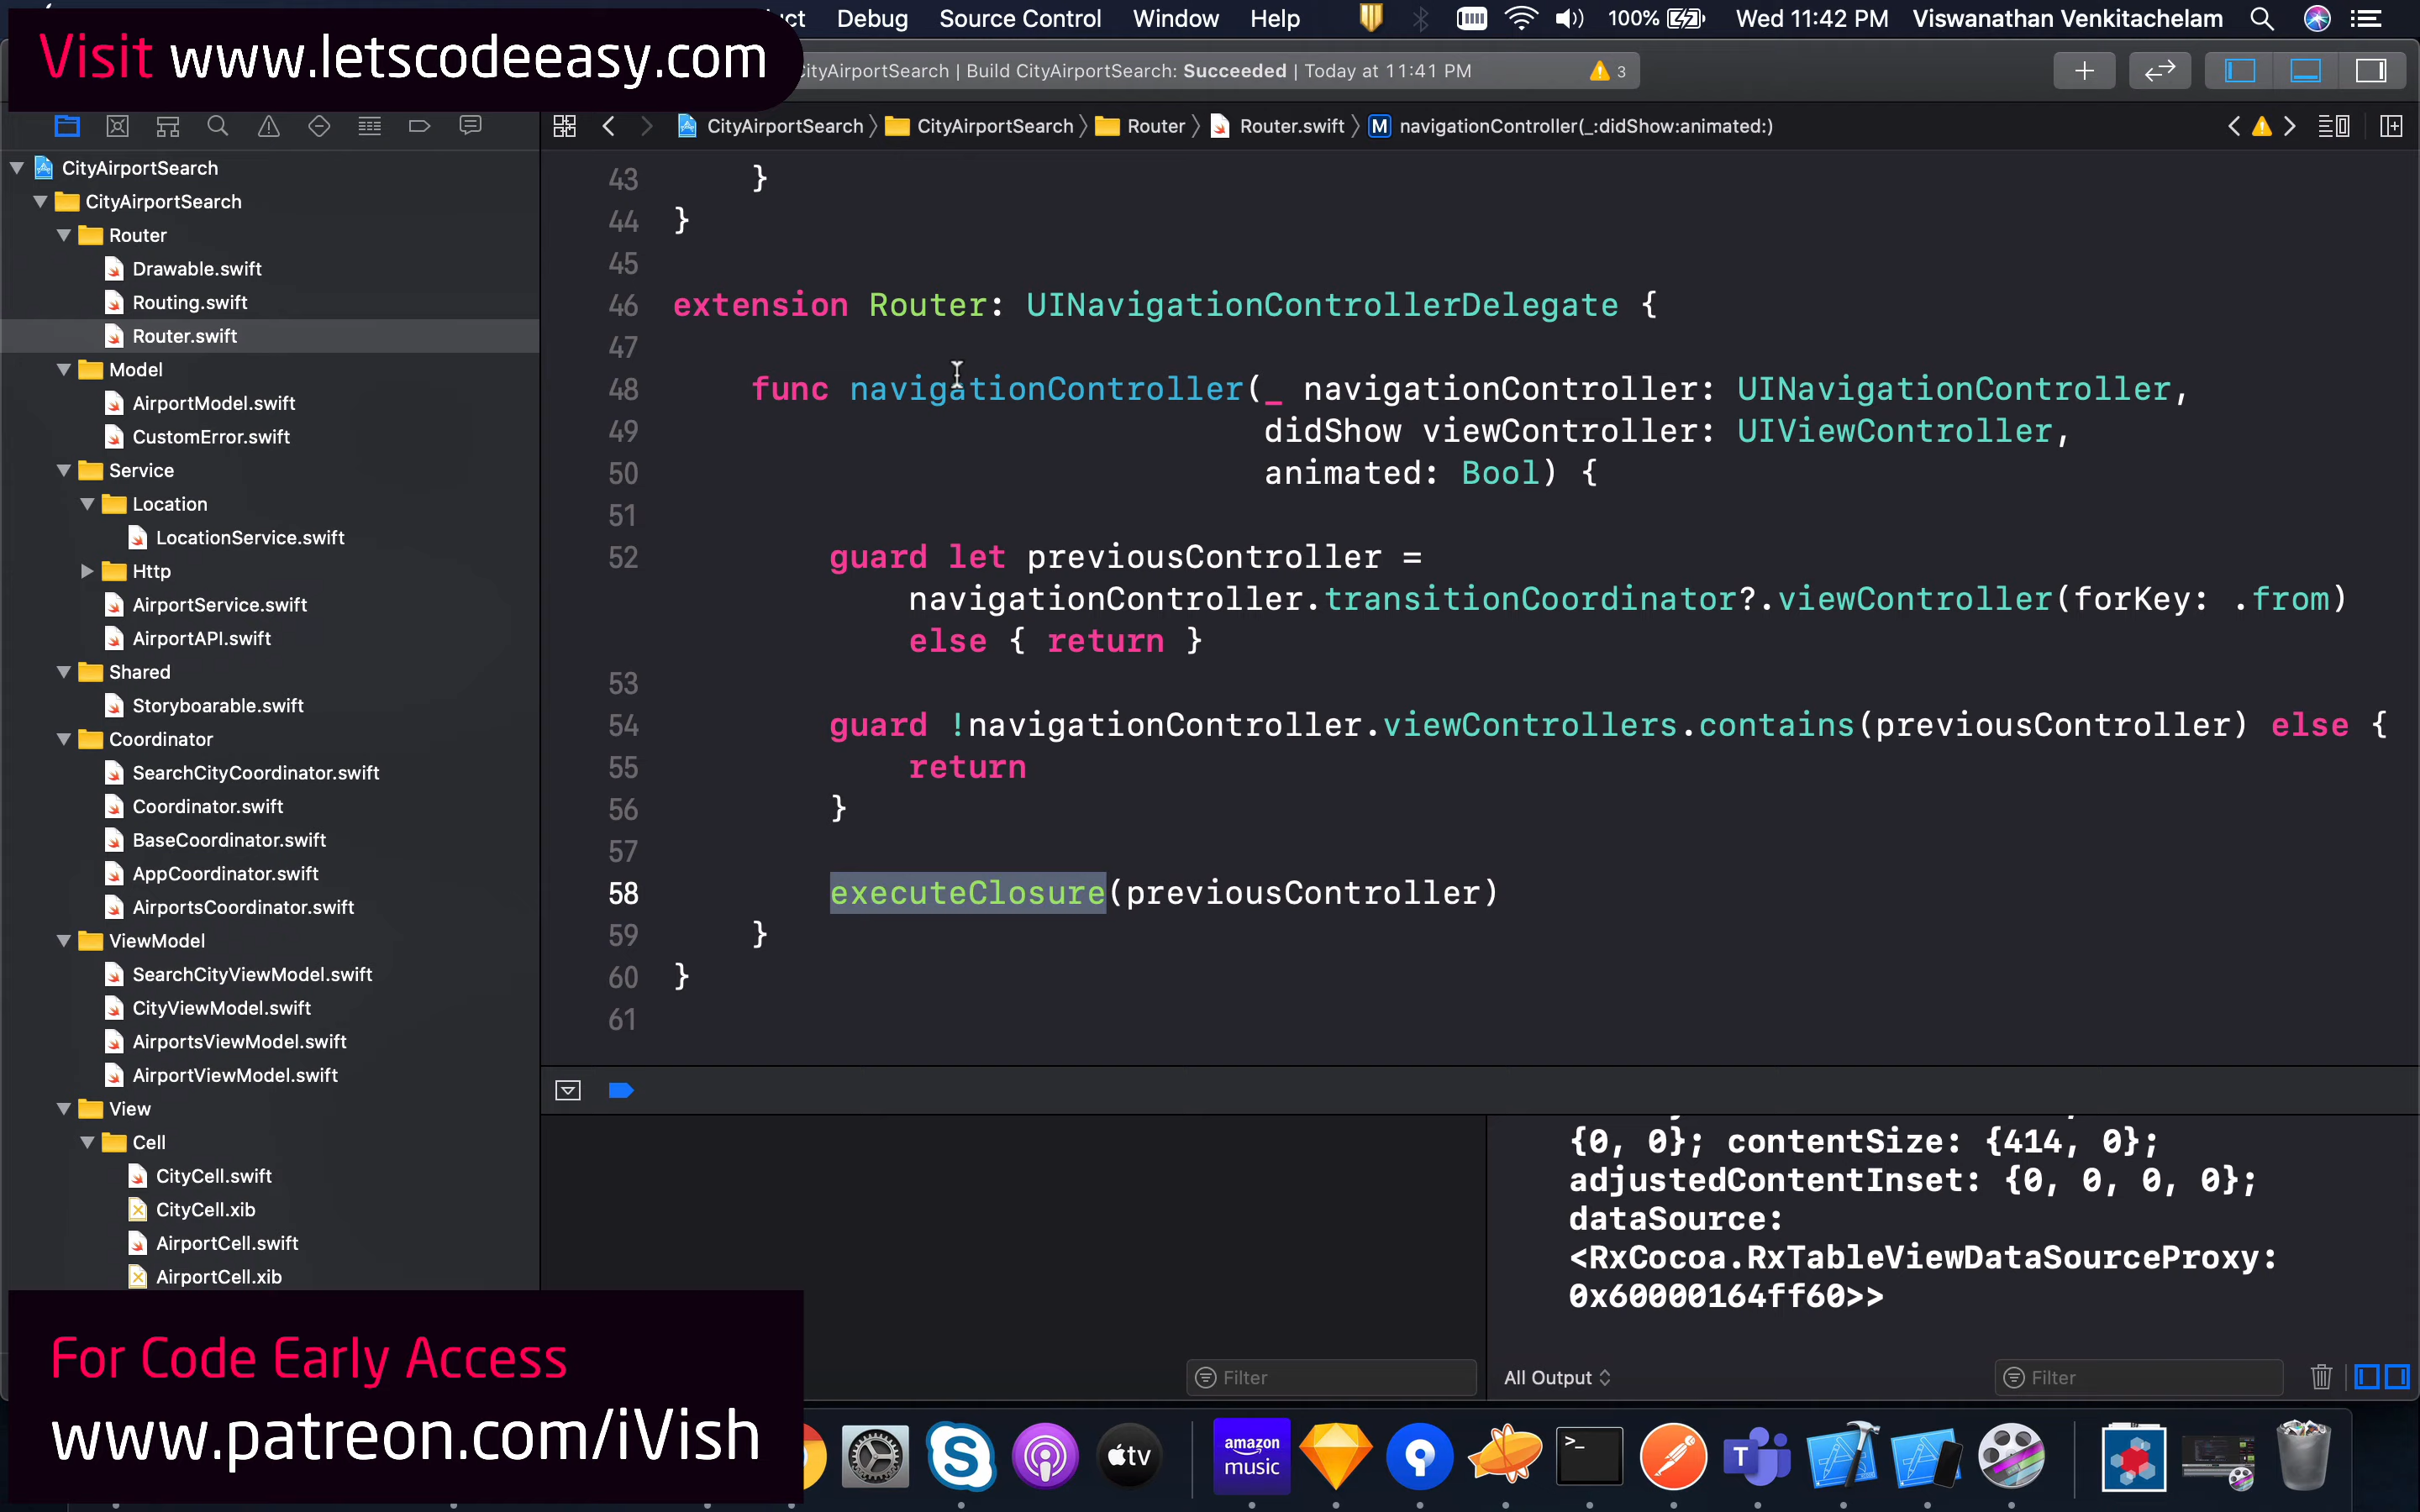 Visit www.letscodeeasy.com
Debug Source Control Window Help 100% Wed 11:42 PM Viswanathan Venkitachelam
CityAirportSearch | Build CityAirportSearch: Succeeded | Today at 11:41 PM 3
CityAirportSearch CityAirportSearch Router Router.swift M navigationController(_:didShow:animated:)
CityAirportSearch
CityAirportSearch
Router
Drawable.swift
Routing.swift
Router.swift
Model
AirportModel.swift
CustomError.swift
Service
Location
LocationService.swift
Http
AirportService.swift
AirportAPI.swift
Shared
Storyboarable.swift
Coordinator
SearchCityCoordinator.swift
Coordinator.swift
BaseCoordinator.swift
AppCoordinator.swift
AirportsCoordinator.swift
ViewModel
SearchCityViewModel.swift
CityViewModel.swift
AirportsViewModel.swift
AirportViewModel.swift
View
Cell
CityCell.swift
CityCell.xib
AirportCell.swift
AirportCell.xib
43 }
44 }
45
46 extension Router: UINavigationControllerDelegate {
47
48 func navigationController(_ navigationController: UINavigationController,
49 didShow viewController: UIViewController,
50 animated: Bool) {
51
52 guard let previousController =
navigationController.transitionCoordinator?.viewController(forKey: .from)
else { return }
53
54 guard !navigationController.viewControllers.contains(previousController) else {
55 return
56 }
57
58 executeClosure(previousController)
59 }
60 }
61
{0, 0}; contentSize: {414, 0};
adjustedContentInset: {0, 0, 0, 0};
dataSource:
<RxCocoa.RxTableViewDataSourceProxy:
0x60000164ff60>>
Filter
All Output
Filter
For Code Early Access
www.patreon.com/iVish
tv
amazon
music